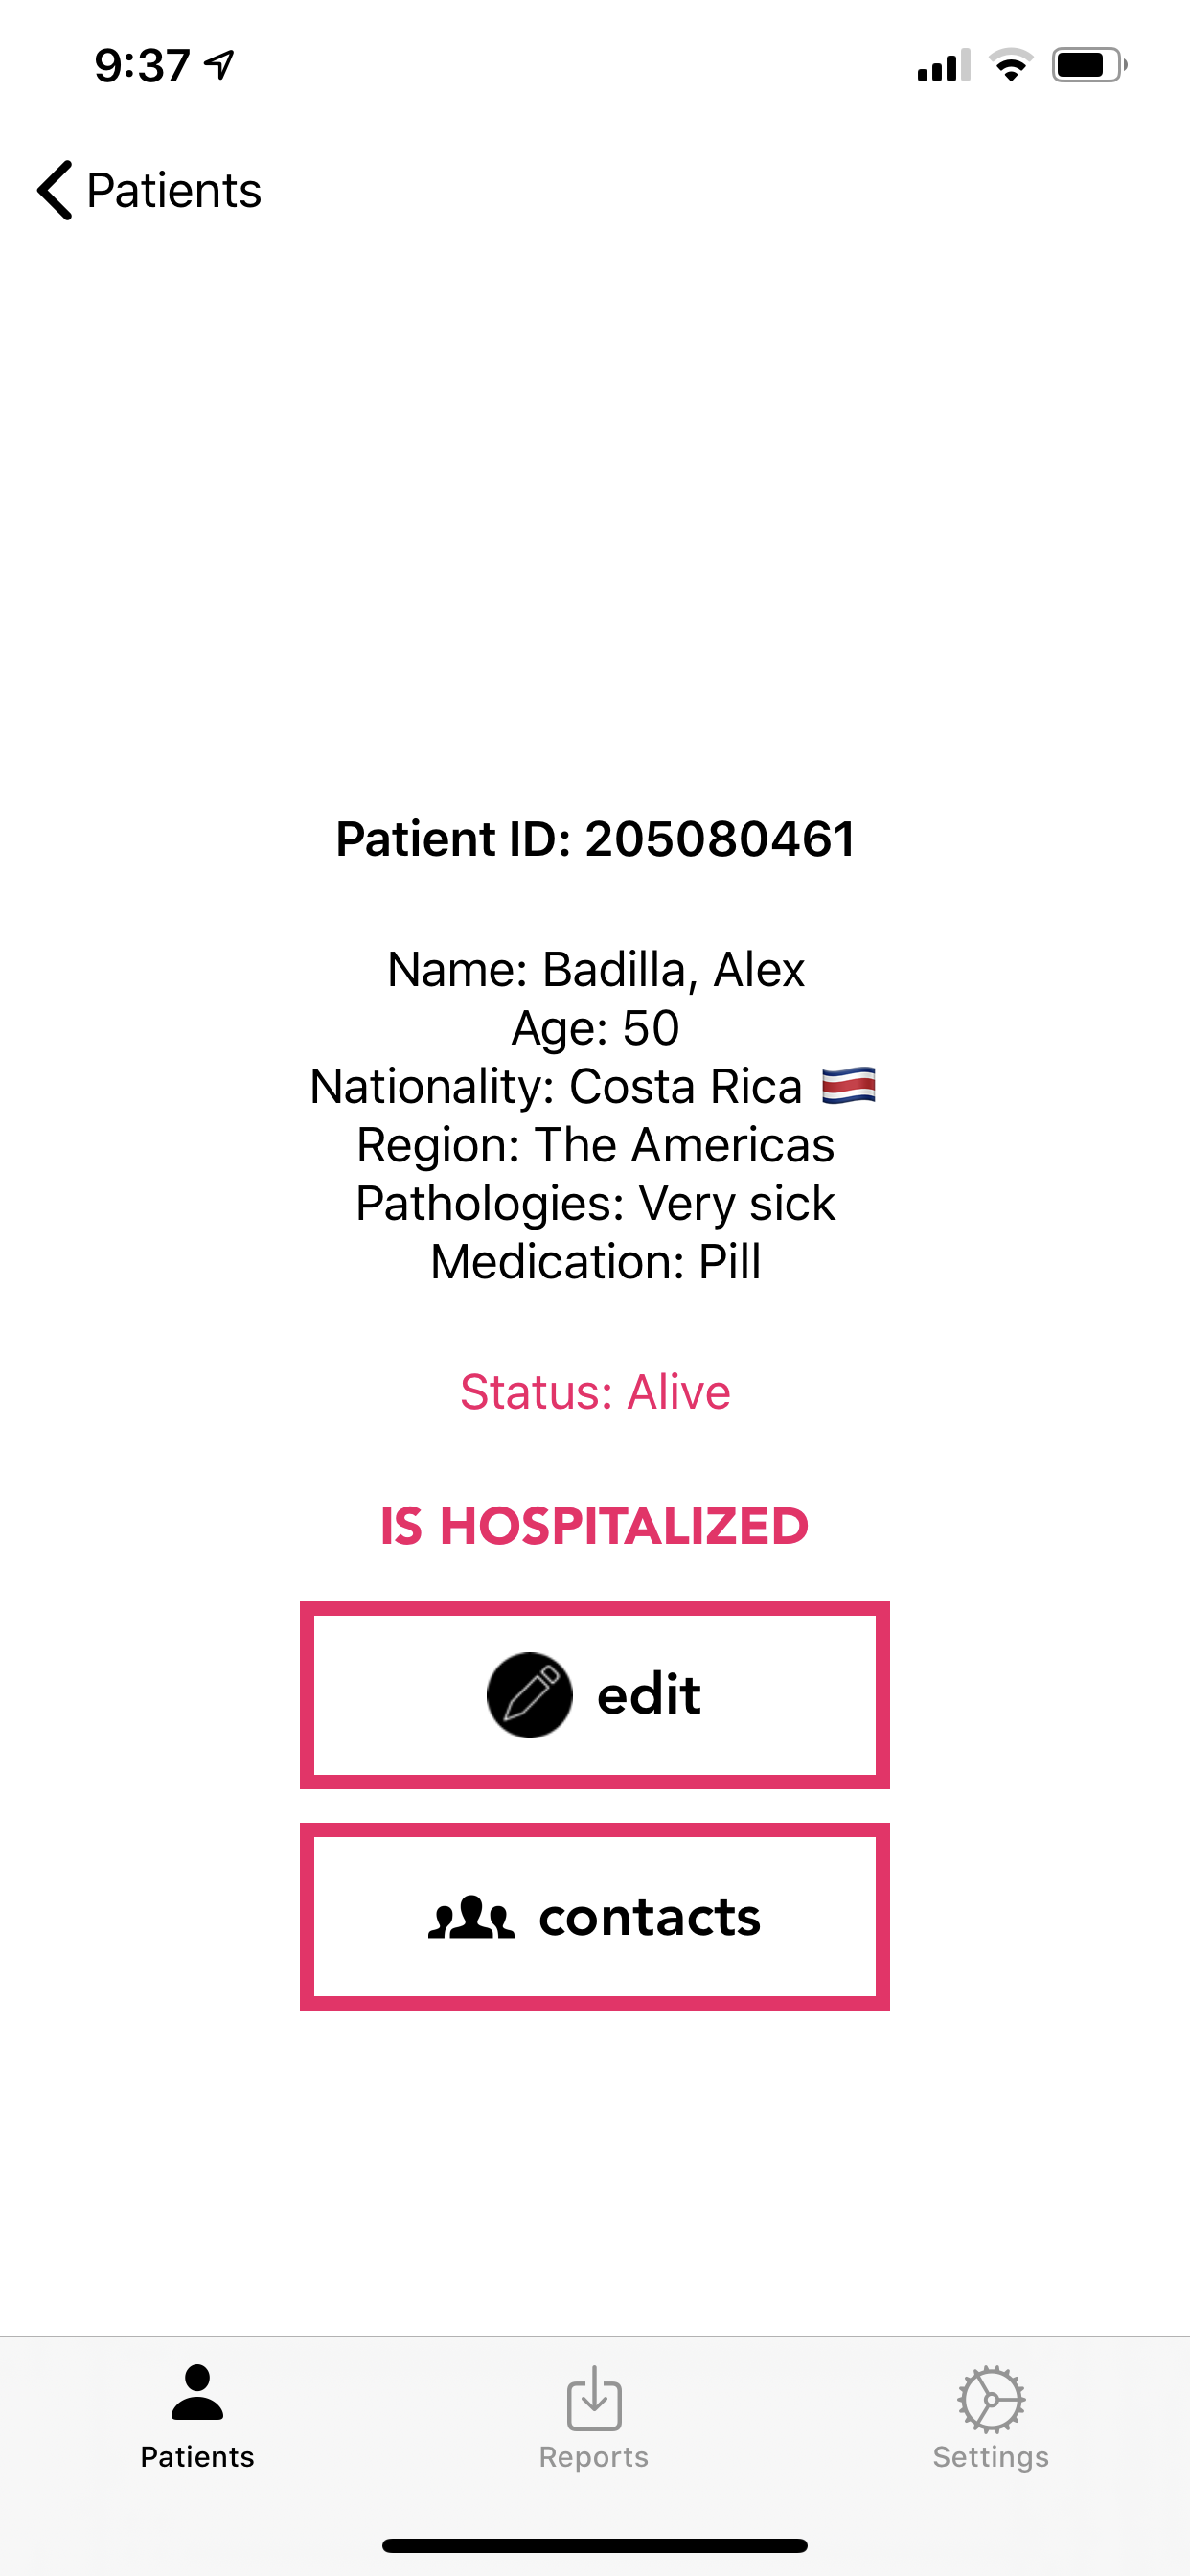 9:37
Patients
Patient ID: 205080461
Name: Badilla, Alex
Age: 50
Nationality: Costa Rica 🇨🇷
Region: The Americas
Pathologies: Very sick
Medication: Pill
Status: Alive
IS HOSPITALIZED
edit
contacts
Patients
Reports
Settings